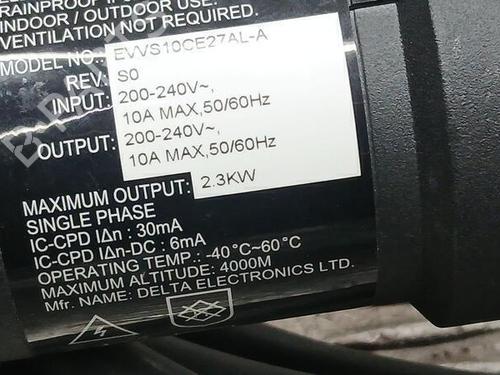 RAINPROOF
INDOOR / OUTDOOR USE.
VENTILATION NOT REQUIRED.
MODEL NO.: EVVS10CE27AL-A
REV: S0
INPUT: 200-240V~,
10A MAX,50/60Hz
OUTPUT: 200-240V~,
10A MAX,50/60Hz
MAXIMUM OUTPUT: 2.3KW
SINGLE PHASE
IC-CPD IΔn : 30mA
IC-CPD IΔn-DC : 6mA
OPERATING TEMP.: -40°C~60°C
MAXIMUM ALTITUDE: 4000M
Mfr. NAME: DELTA ELECTRONICS LTD.